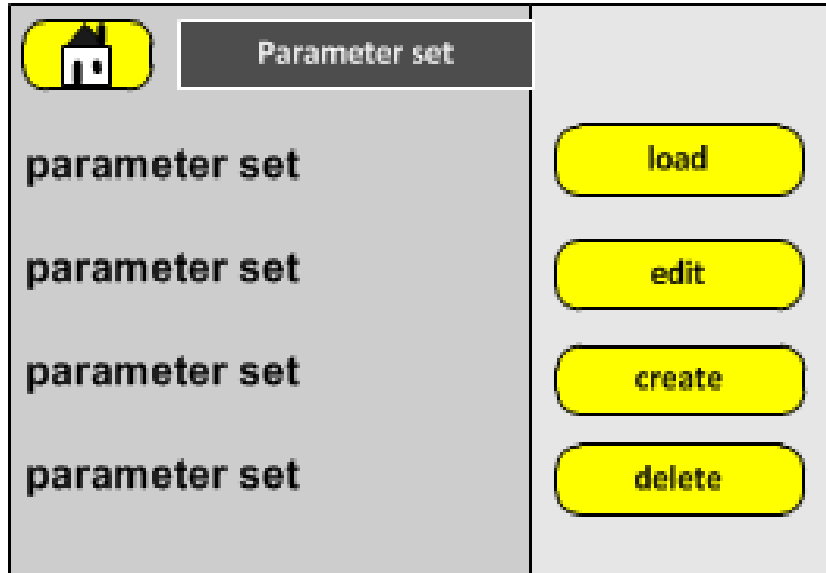 Parameter set
parameter set load
parameter set edit
parameter set create
parameter set delete